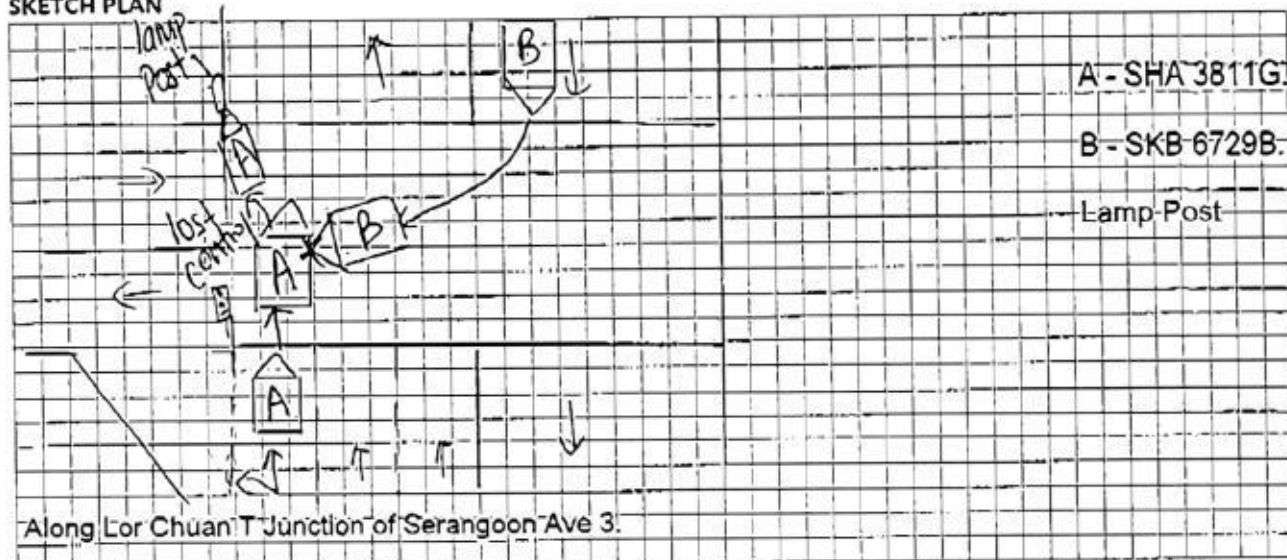 SKETCH PLAN
lamp
post
B
A - SHA 3811G.
A
B - SKB 6729B.
lost
control
B
Lamp Post
A
A
Along Lor Chuan T Junction of Serangoon Ave 3.